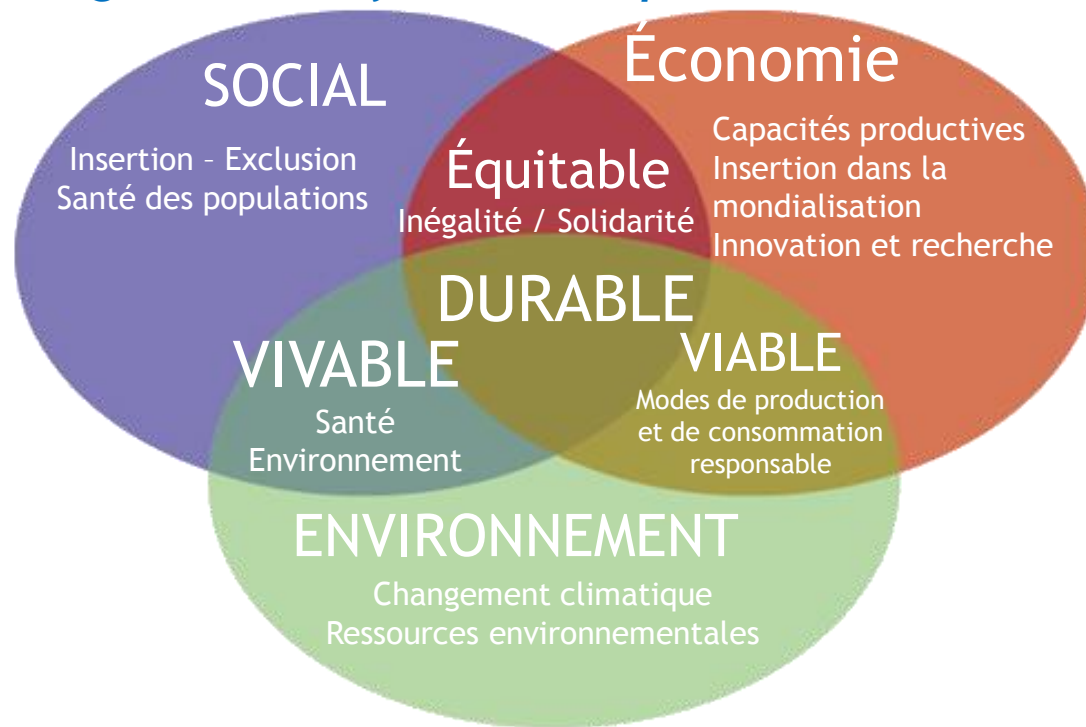 SOCIAL
Insertion – Exclusion
Santé des populations
Économie
Capacités productives
Insertion dans la
mondialisation
Innovation et recherche
Équitable
Inégalité / Solidarité
DURABLE
VIVABLE
Santé
Environnement
VIABLE
Modes de production
et de consommation
responsable
ENVIRONNEMENT
Changement climatique
Ressources environnementales